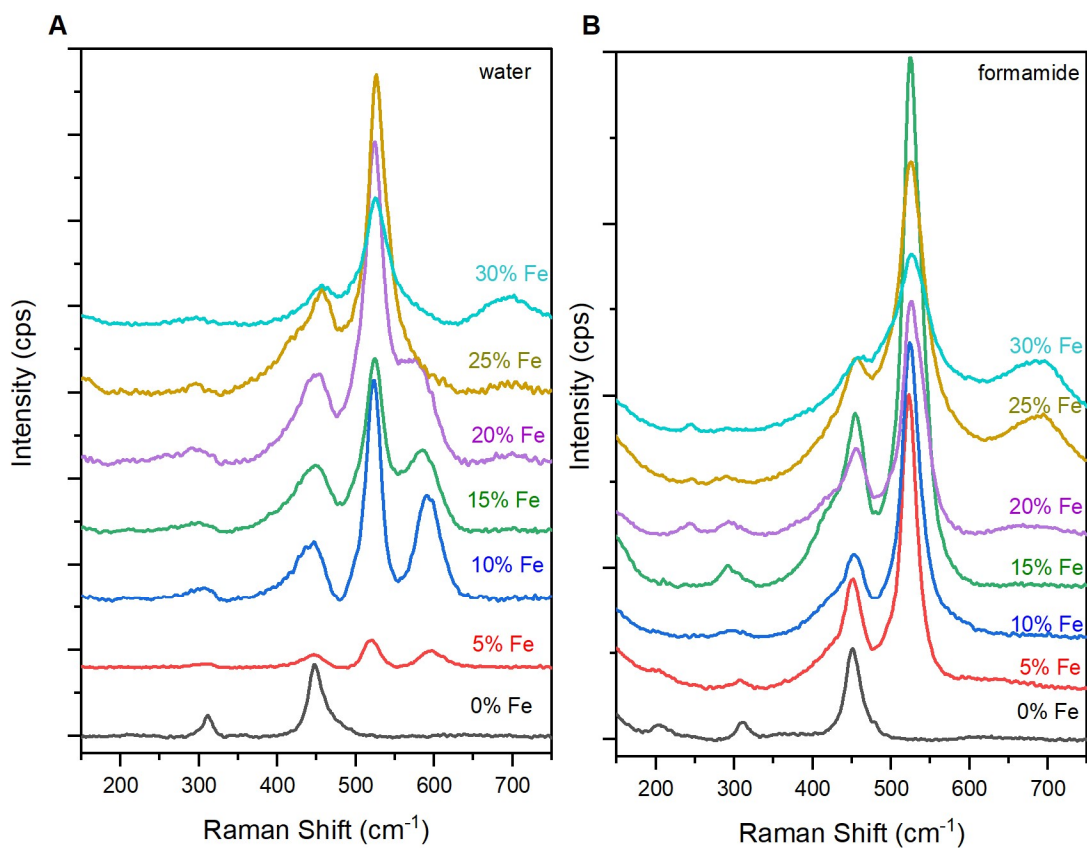 A
water
30% Fe
25% Fe
20% Fe
15% Fe
10% Fe
5% Fe
0% Fe
200 300 400 500 600 700
Raman Shift (cm-1)
Intensity (cps)
B
formamide
30% Fe
25% Fe
20% Fe
15% Fe
10% Fe
5% Fe
0% Fe
200 300 400 500 600 700
Raman Shift (cm-1)
Intensity (cps)